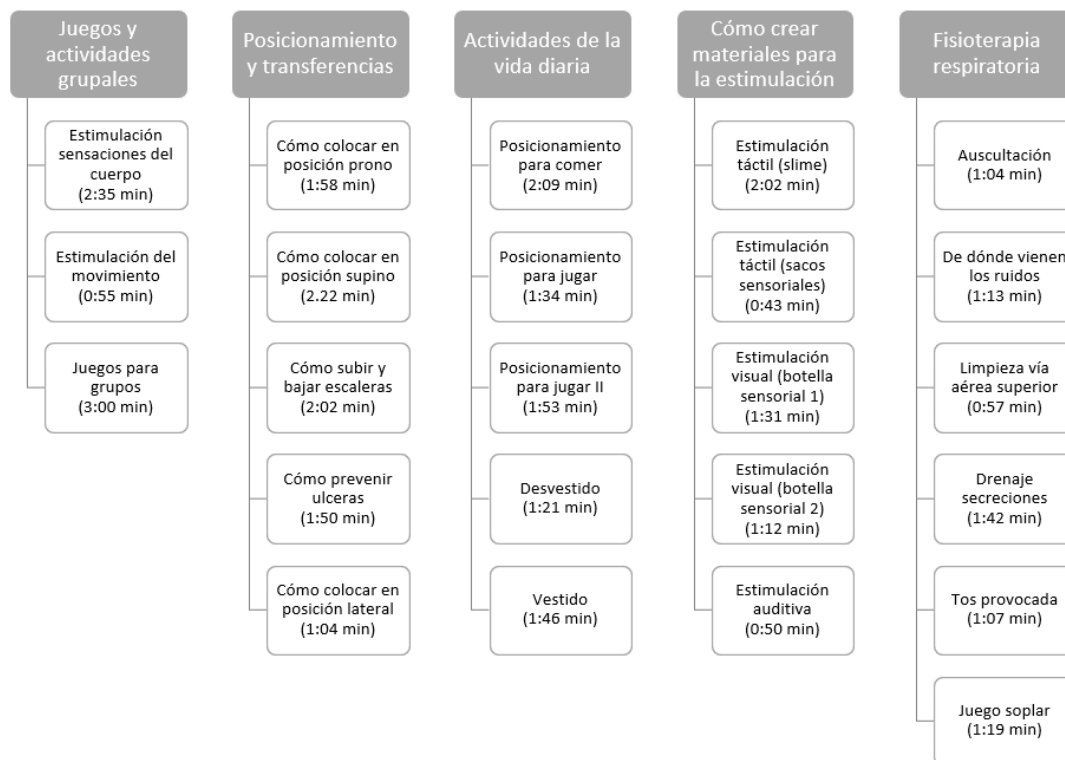 Juegos y
actividades
grupales
Estimulación
sensaciones del
cuerpo
(2:35 min)
Estimulación del
movimiento
(0:55 min)
Juegos para
grupos
(3:00 min)
Posicionamiento
y transferencias
Cómo colocar en
posición prono
(1:58 min)
Cómo colocar en
posición supino
(2.22 min)
Cómo subir y
bajar escaleras
(2:02 min)
Cómo prevenir
ulceras
(1:50 min)
Cómo colocar en
posición lateral
(1:04 min)
Actividades de la
vida diaria
Posicionamiento
para comer
(2:09 min)
Posicionamiento
para jugar
(1:34 min)
Posicionamiento
para jugar II
(1:53 min)
Desvestido
(1:21 min)
Vestido
(1:46 min)
Cómo crear
materiales para
la estimulación
Estimulación
táctil (slime)
(2:02 min)
Estimulación
táctil (sacos
sensoriales)
(0:43 min)
Estimulación
visual (botella
sensorial 1)
(1:31 min)
Estimulación
visual (botella
sensorial 2)
(1:12 min)
Estimulación
auditiva
(0:50 min)
Fisioterapia
respiratoria
Auscultación
(1:04 min)
De dónde vienen
los ruidos
(1:13 min)
Limpieza vía
aérea superior
(0:57 min)
Drenaje
secreciones
(1:42 min)
Tos provocada
(1:07 min)
Juego soplar
(1:19 min)